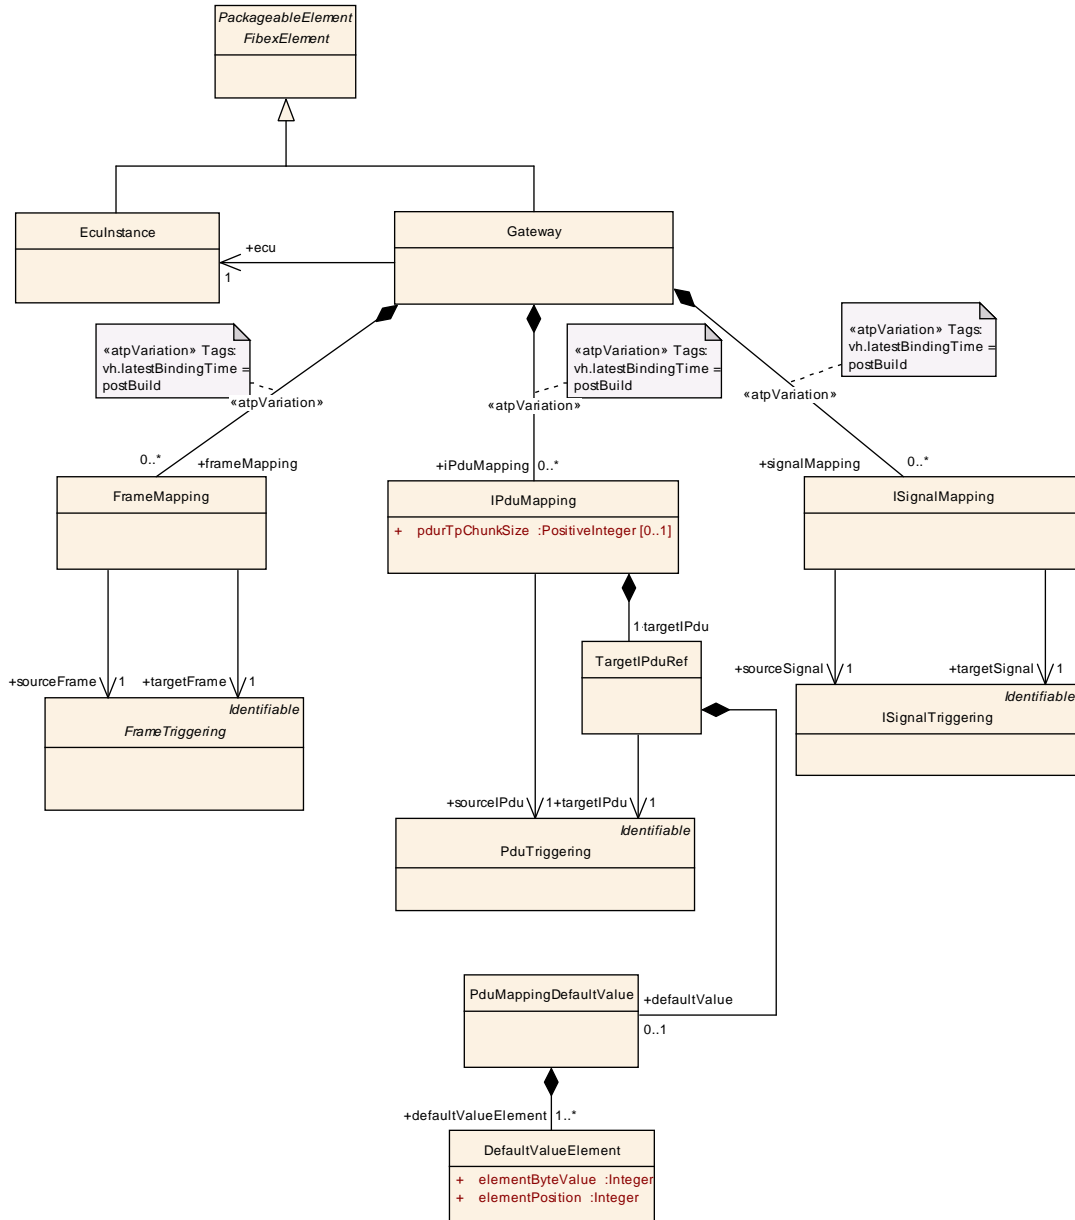 PackageableElement
FibexElement
EcuInstance
Gateway
+ecu
1
«atpVariation» Tags:
vh.latestBindingTime =
postBuild
«atpVariation» Tags:
vh.latestBindingTime =
postBuild
«atpVariation» Tags:
vh.latestBindingTime =
postBuild
«atpVariation»
«atpVariation»
«atpVariation»
0..*
+frameMapping
+iPduMapping
0..*
+signalMapping
0..*
FrameMapping
IPduMapping
+ pdurTpChunkSize :PositiveInteger [0..1]
ISignalMapping
1
+targetIPdu
TargetIPduRef
+sourceFrame
1
+targetFrame
1
+sourceSignal
1
+targetSignal
1
Identifiable
FrameTriggering
Identifiable
ISignalTriggering
+sourceIPdu
1
+targetIPdu
1
Identifiable
PduTriggering
PduMappingDefaultValue
+defaultValue
0..1
+defaultValueElement
1..*
DefaultValueElement
+ elementByteValue :Integer
+ elementPosition :Integer